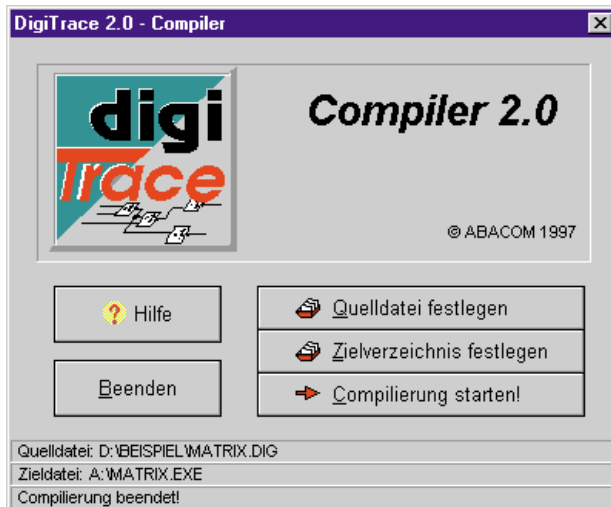 DigiTrace 2.0 - Compiler
digi
Trace
Compiler 2.0
© ABACOM 1997
Hilfe
Beenden
Quelldatei festlegen
Zielverzeichnis festlegen
Compilierung starten!
Quelldatei: D:\BEISPIEL\MATRIX.DIG
Zieldatei: A:\MATRIX.EXE
Compilierung beendet!